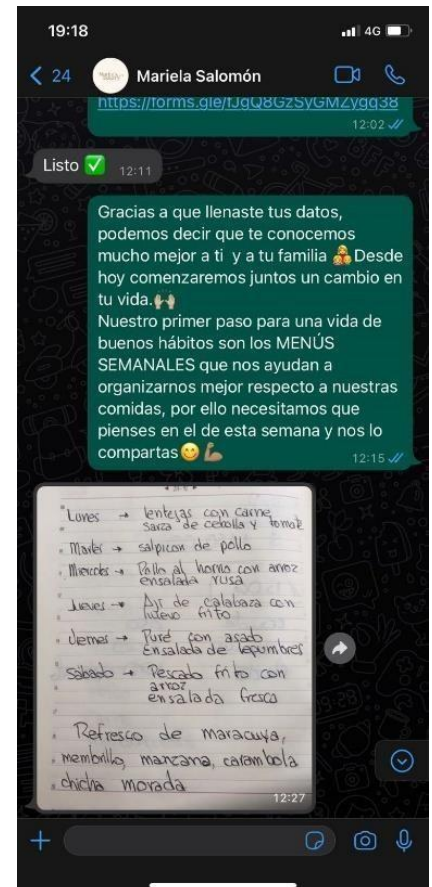 19:18
4G
24
Mariela Salomón
https://forms.gle/fJgQ8GzSyGMZygq38
12:02
Listo ✅ 12:11
Gracias a que llenaste tus datos,
podemos decir que te conocemos
mucho mejor a ti y a tu familia Desde
hoy comenzaremos juntos un cambio en
tu vida.🙌🏼
Nuestro primer paso para una vida de
buenos hábitos son los MENÚS
SEMANALES que nos ayudan a
organizarnos mejor respecto a nuestras
comidas, por ello necesitamos que
pienses en el de esta semana y nos lo
compartas😊💪🏽
12:15
Lunes → lentejas con carne
sarza de cebolla y tomate
Martes → salpicon de pollo
Miercoles → Pollo al horno con arroz
ensalada rusa
Jueves → Aji de calabaza con
huevo frito
Viernes → Puré con asado
Ensalada de legumbres
Sábado → Pescado frito con
arroz
ensalada fresca
Refresco de maracuya,
membrillo, manzana, carambola
chicha morada
12:27